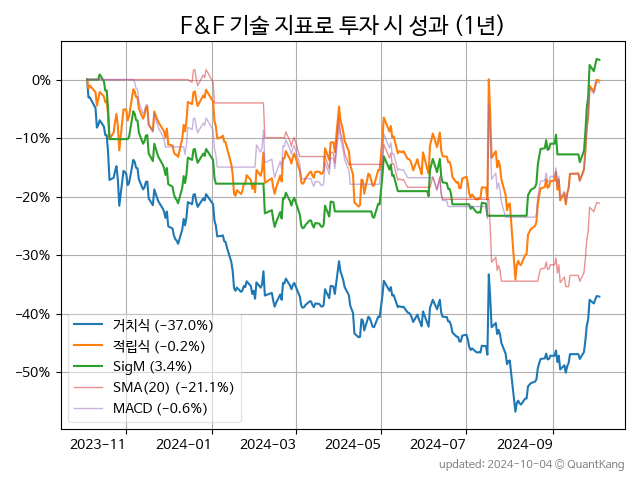 F&F 기술 지표로 투자 시 성과 (1년)
0%
−10%
−20%
−30%
−40%
−50%
거치식 (−37.0%)
적립식 (−0.2%)
SigM (3.4%)
SMA(20) (−21.1%)
MACD (−0.6%)
2023−11
2024−01
2024−03
2024−05
2024−07
2024−09
updated: 2024-10-04 © QuantKang